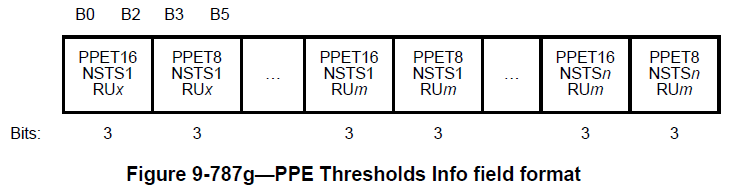 B0 B2 B3 B5
PPET16 NSTS1 RUx
PPET8 NSTS1 RUx
...
PPET16 NSTS1 RUm
PPET8 NSTS1 RUm
...
PPET16 NSTSn RUm
PPET8 NSTSn RUm
Bits: 3 3 3 3 3 3
Figure 9-787g—PPE Thresholds Info field format